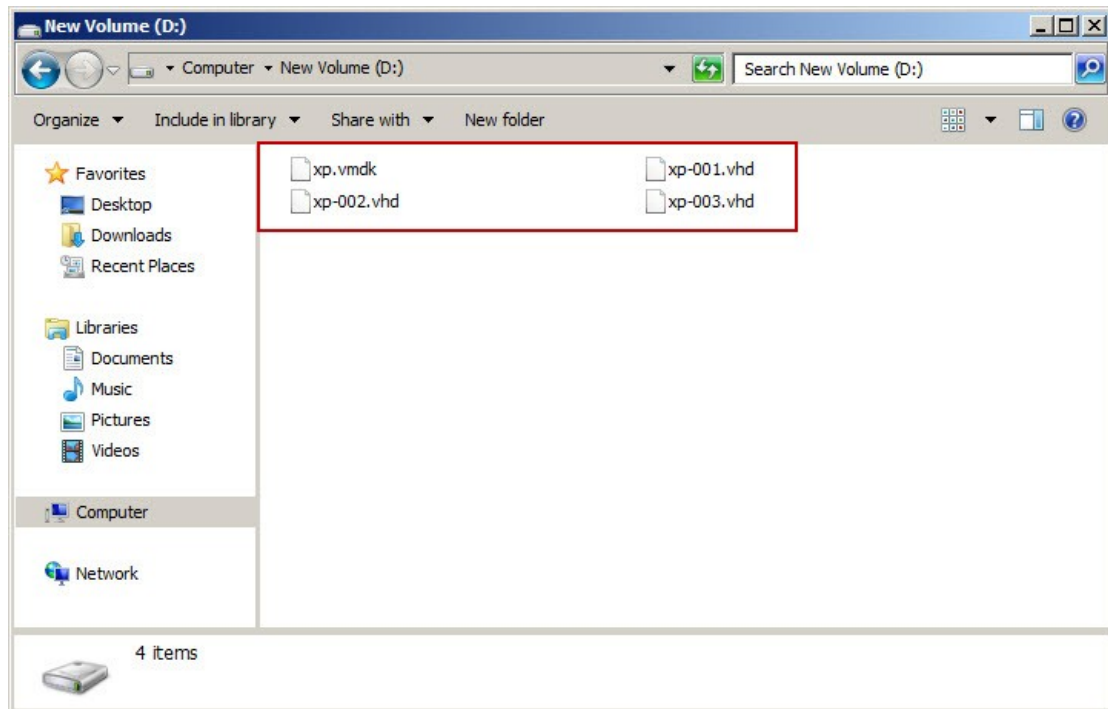 New Volume (D:)
Computer New Volume (D:) Search New Volume (D:)
Organize Include in library Share with New folder
Favorites
Desktop
Downloads
Recent Places
Libraries
Documents
Music
Pictures
Videos
Computer
Network
xp.vmdk xp-001.vhd
xp-002.vhd xp-003.vhd
4 items